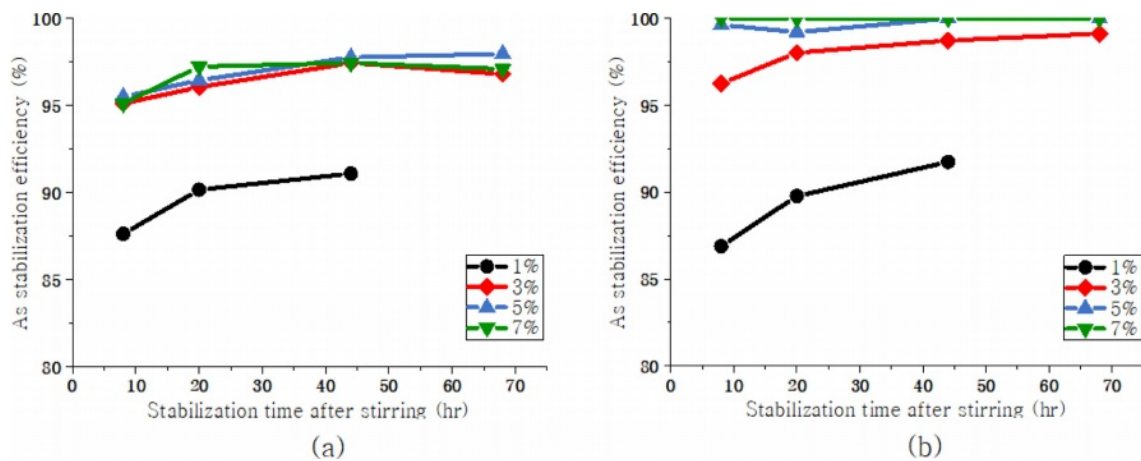 As stabilization efficiency (%)
100
95
90
85
80
0 10 20 30 40 50 60 70
Stabilization time after stirring (hr)
1%
3%
5%
7%
(a)
As stabilization efficiency (%)
100
95
90
85
80
0 10 20 30 40 50 60 70
Stabilization time after stirring (hr)
1%
3%
5%
7%
(b)